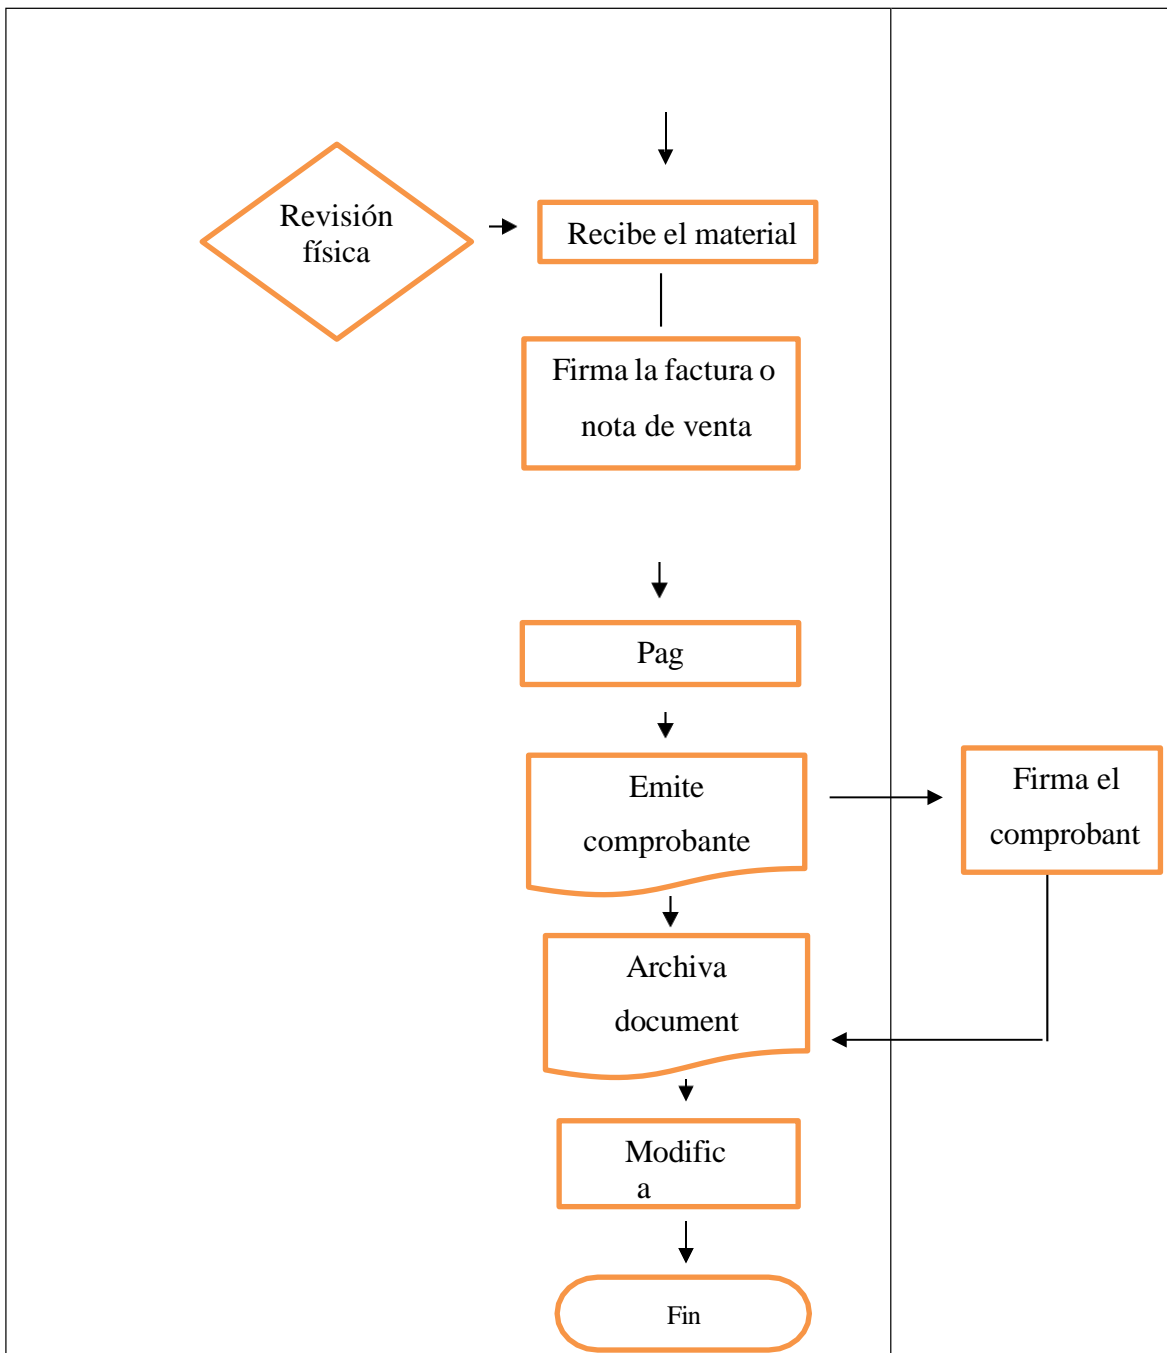 Revisión
física
Recibe el material
Firma la factura o
nota de venta
Pag
Emite
comprobante
Firma el
comprobant
Archiva
document
Modific
a
Fin